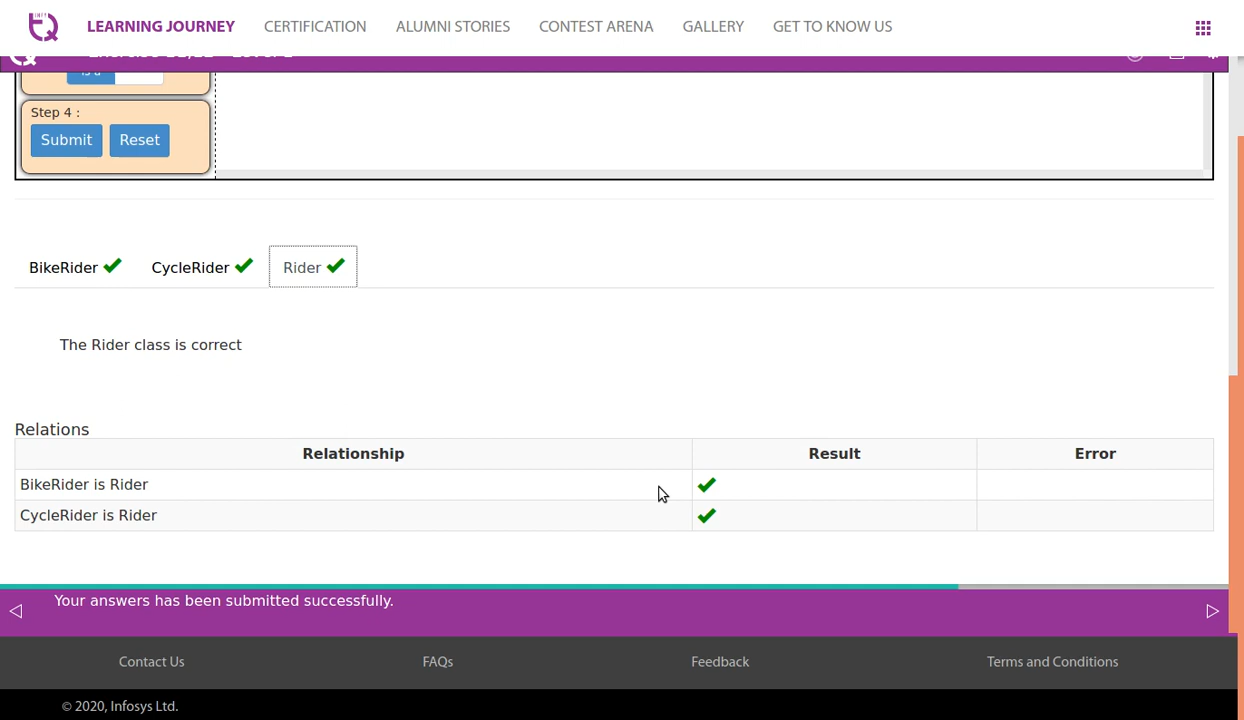 LEARNING JOURNEY CERTIFICATION ALUMNI STORIES CONTEST ARENA GALLERY GET TO KNOW US
Is a
Step 4 :
Submit Reset
BikeRider CycleRider Rider
The Rider class is correct
Relations
Relationship Result Error
BikeRider is Rider
CycleRider is Rider
Your answers has been submitted successfully.
Contact Us FAQs Feedback Terms and Conditions
© 2020, Infosys Ltd.